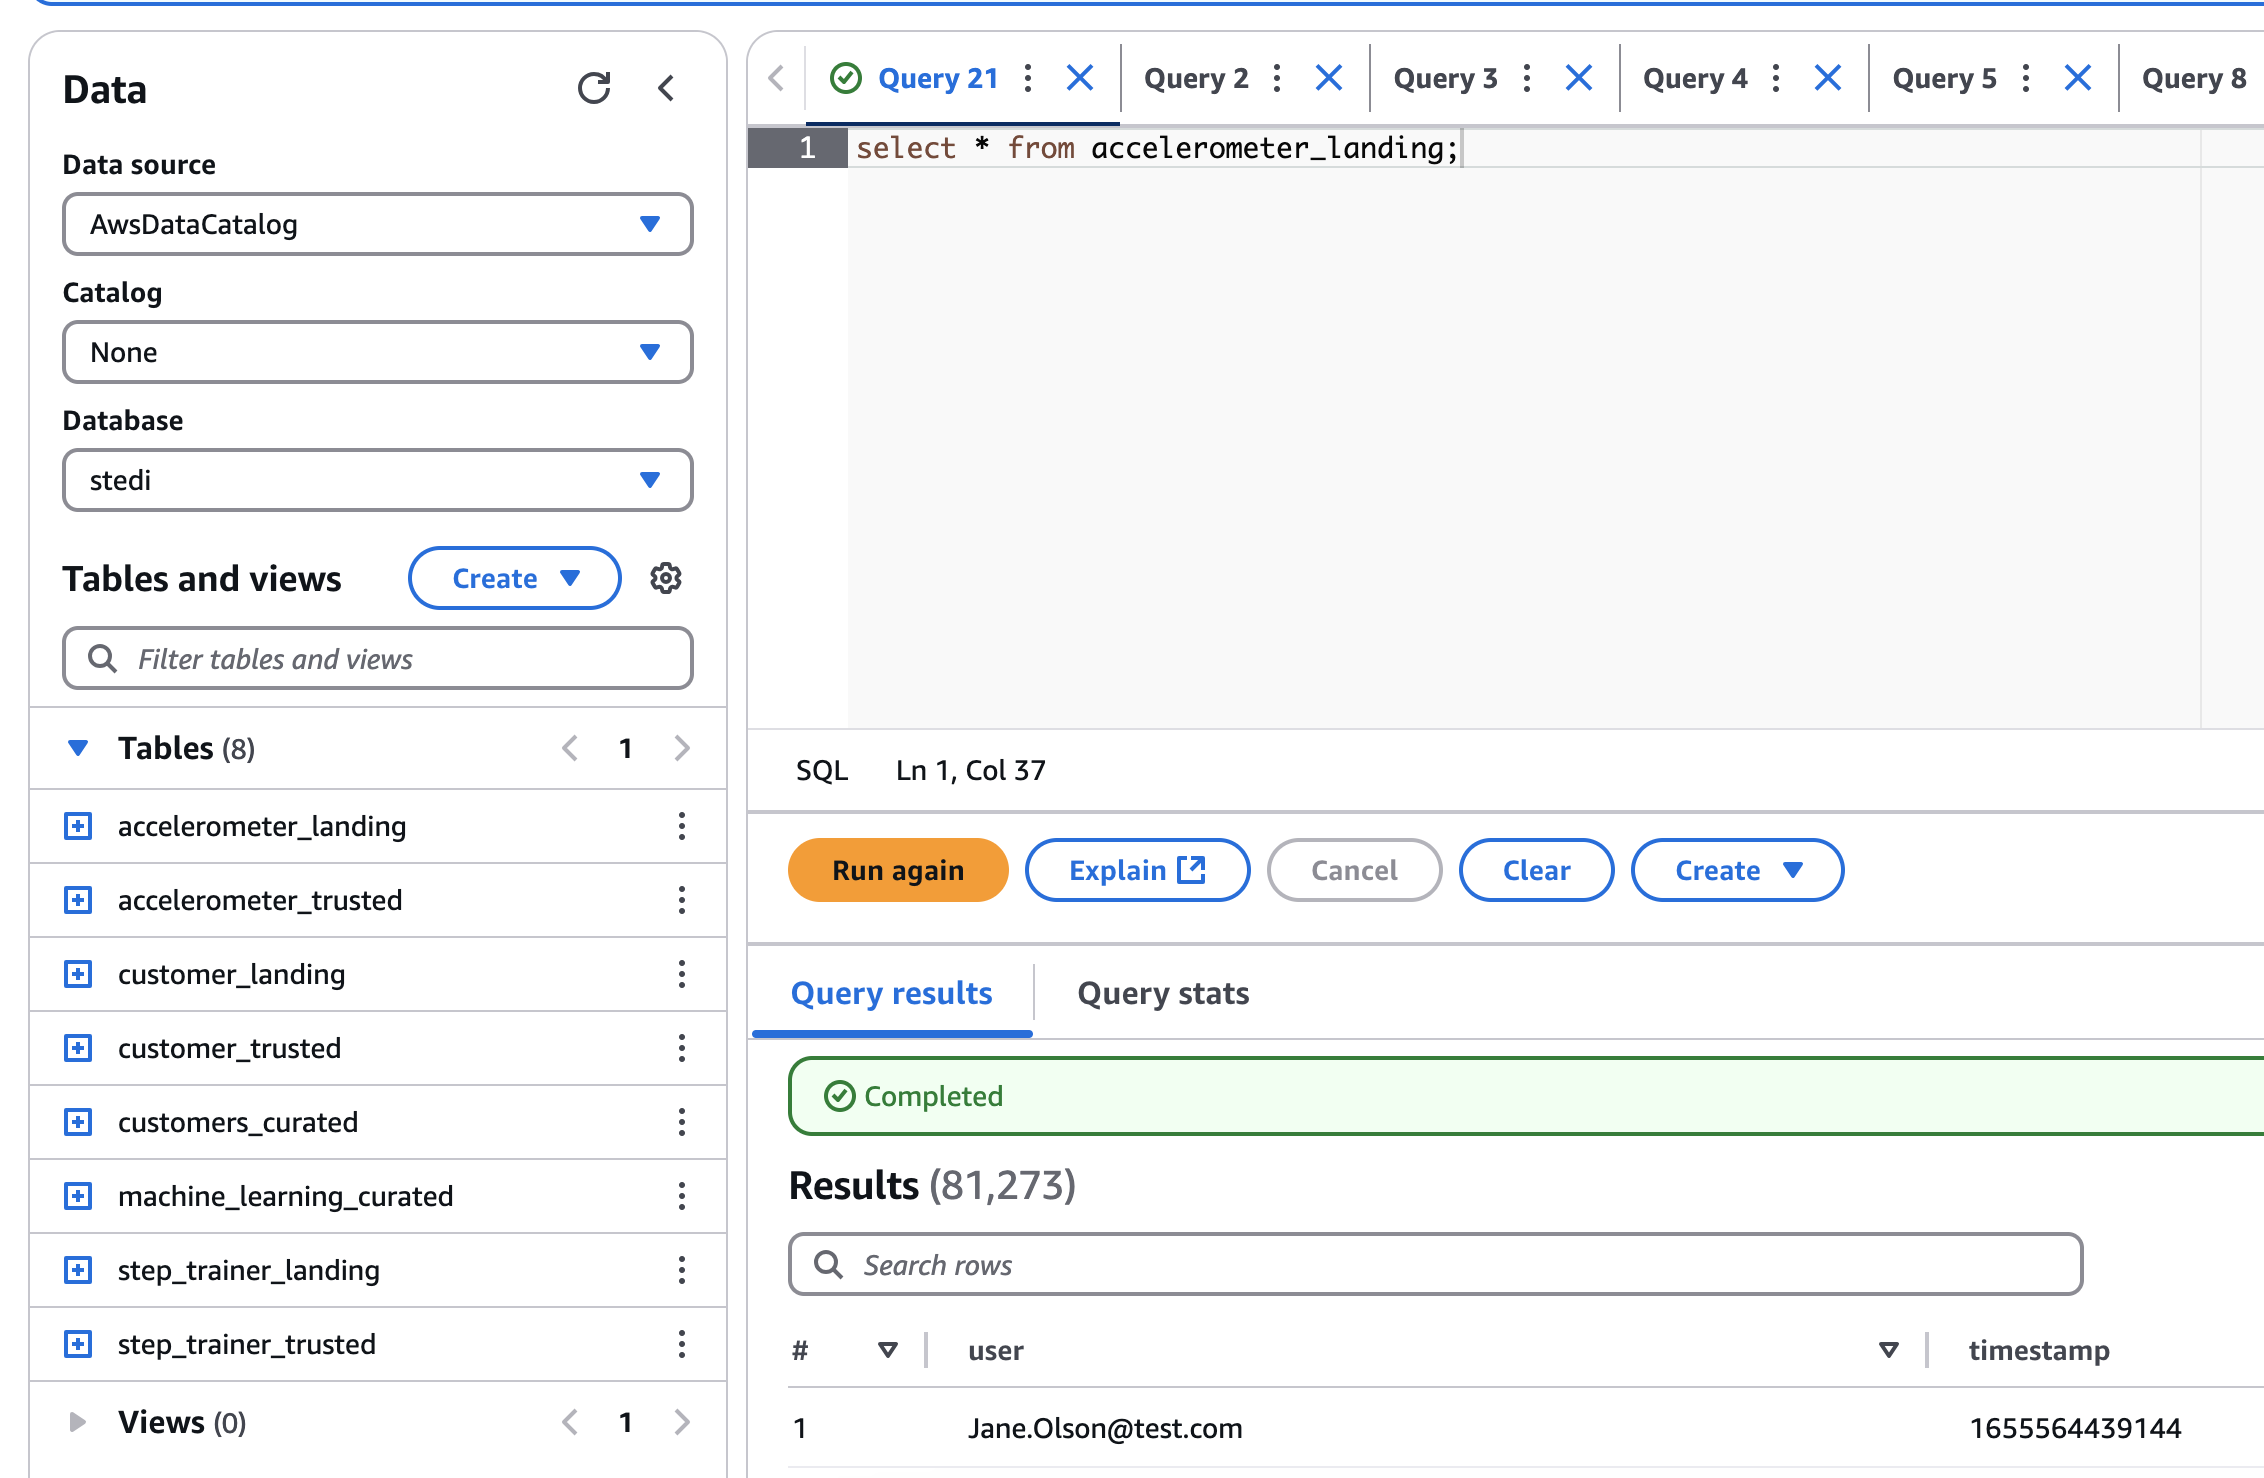 Data
Data source
AwsDataCatalog
Catalog
None
Database
stedi
Tables and views
Create
Filter tables and views
Tables (8)
1
accelerometer_landing
accelerometer_trusted
customer_landing
customer_trusted
customers_curated
machine_learning_curated
step_trainer_landing
step_trainer_trusted
Views (0)
1
Query 21
Query 2
Query 3
Query 4
Query 5
Query 8
1 select * from accelerometer_landing;
SQL Ln 1, Col 37
Run again
Explain
Cancel
Clear
Create
Query results
Query stats
Completed
Results (81,273)
Search rows
# user timestamp
1 Jane.Olson@test.com 1655564439144